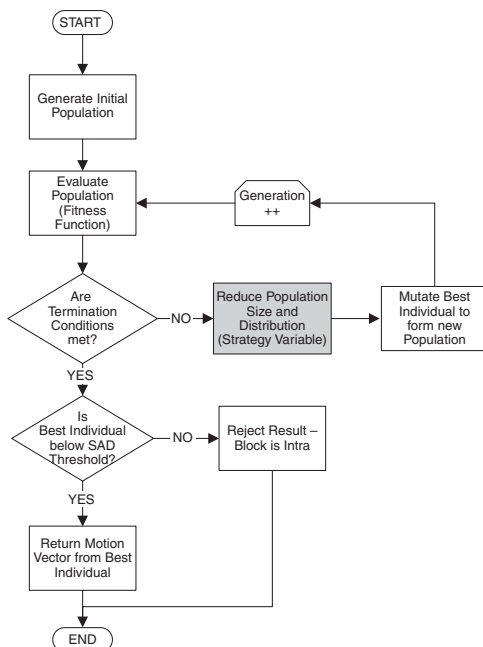 START
Generate Initial
Population
Evaluate
Population
(Fitness
Function)
Generation
++
Are
Termination
Conditions
met?
NO
Reduce Population
Size and
Distribution
(Strategy Variable)
Mutate Best
Individual to
form new
Population
YES
Is
Best Individual
below SAD
Threshold?
NO
Reject Result –
Block is Intra
YES
Return Motion
Vector from Best
Individual
END